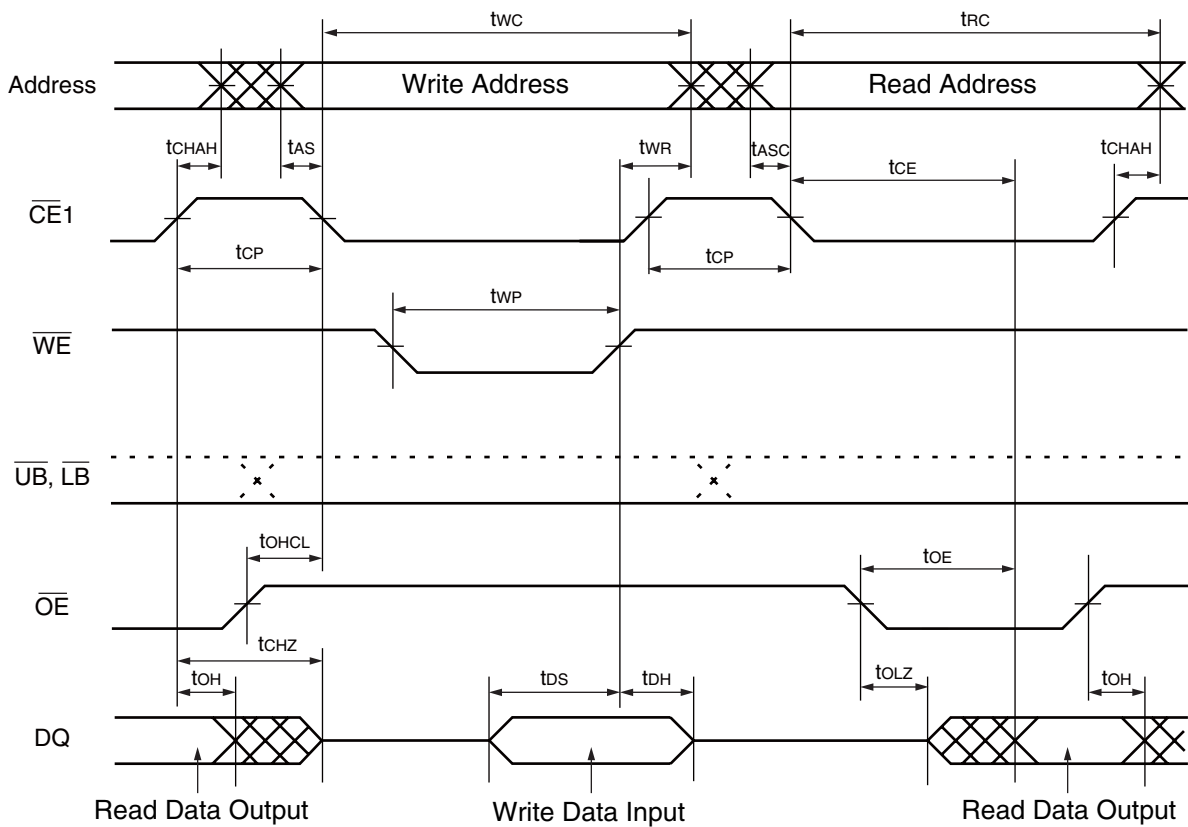 tWC
tRC
Address
Write Address
Read Address
tCHAH
tAS
tWR
tASC
tCE
tCHAH
CE1
tCP
tCP
tWP
WE
UB, LB
tOHCL
tOE
OE
tCHZ
tOH
tDS
tDH
tOLZ
tOH
DQ
Read Data Output
Write Data Input
Read Data Output